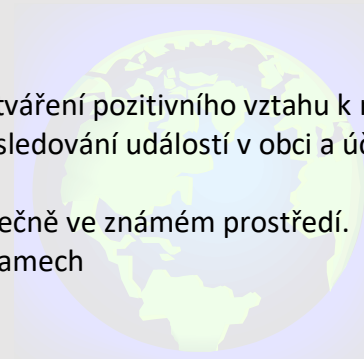 tváření pozitivního vztahu k
sledování událostí v obci a
ečně ve známém prostředí.
amech